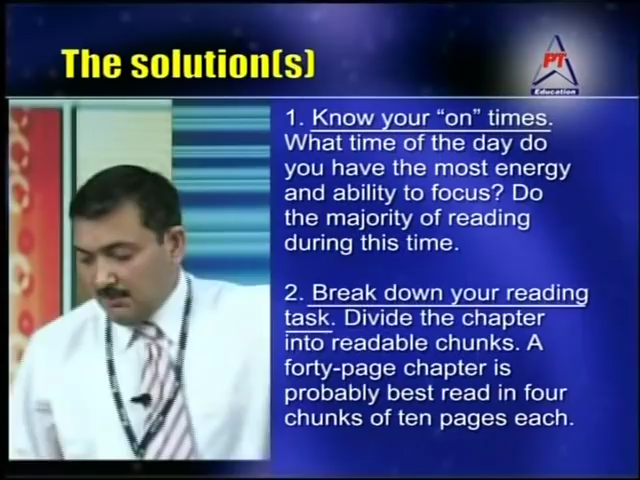 The solution(s)
PT
Education
1. Know your “on” times.
What time of the day do
you have the most energy
and ability to focus? Do
the majority of reading
during this time.
2. Break down your reading
task. Divide the chapter
into readable chunks. A
forty-page chapter is
probably best read in four
chunks of ten pages each.